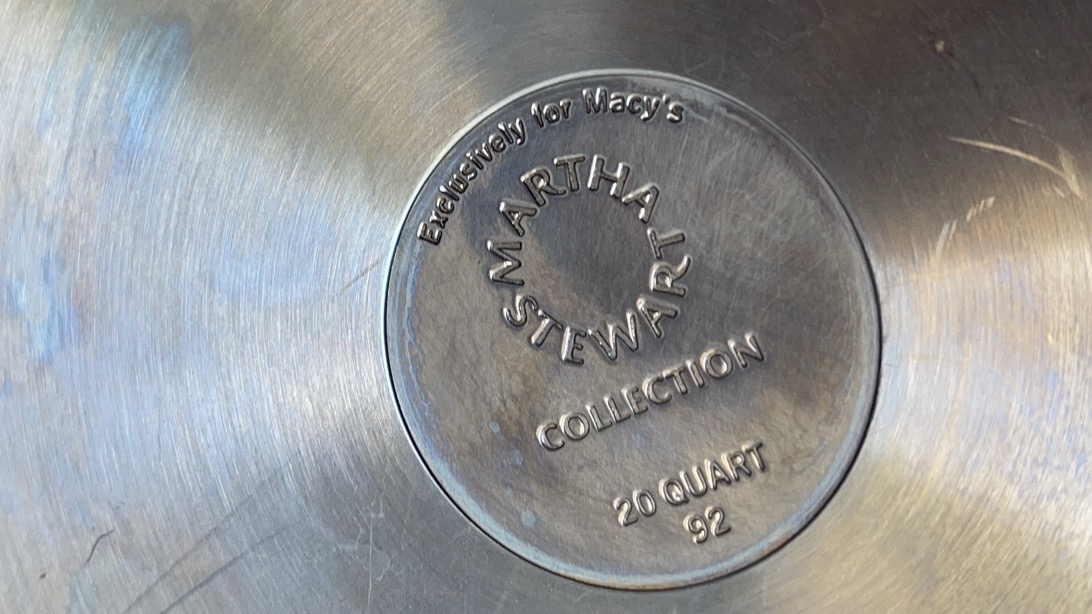 Exclusively for Macy's
MARTHA
STEWART
COLLECTION
20 QUART
92